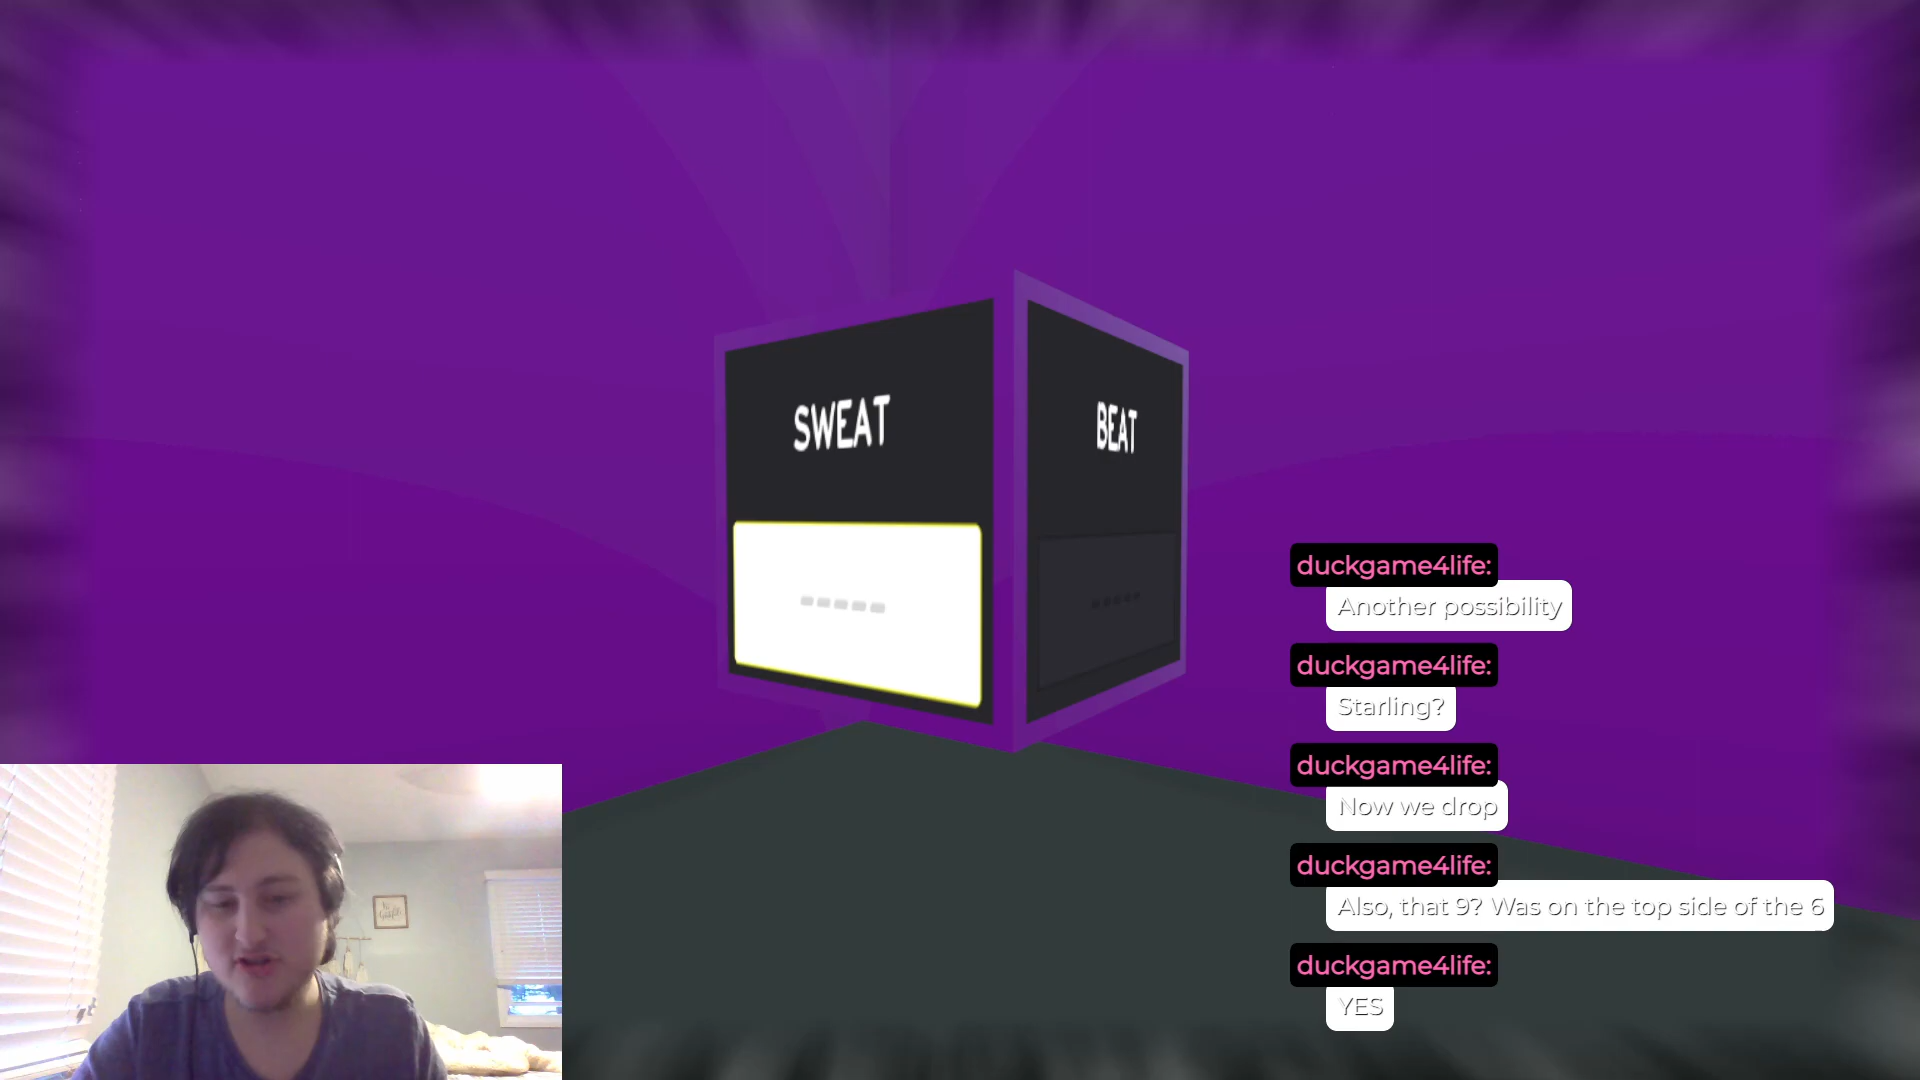 SWEAT
BEAT
-----
-----
duckgame4life:
Another possibility
duckgame4life:
Starling?
duckgame4life:
Now we drop
duckgame4life:
Also, that 9? Was on the top side of the 6
duckgame4life:
YES